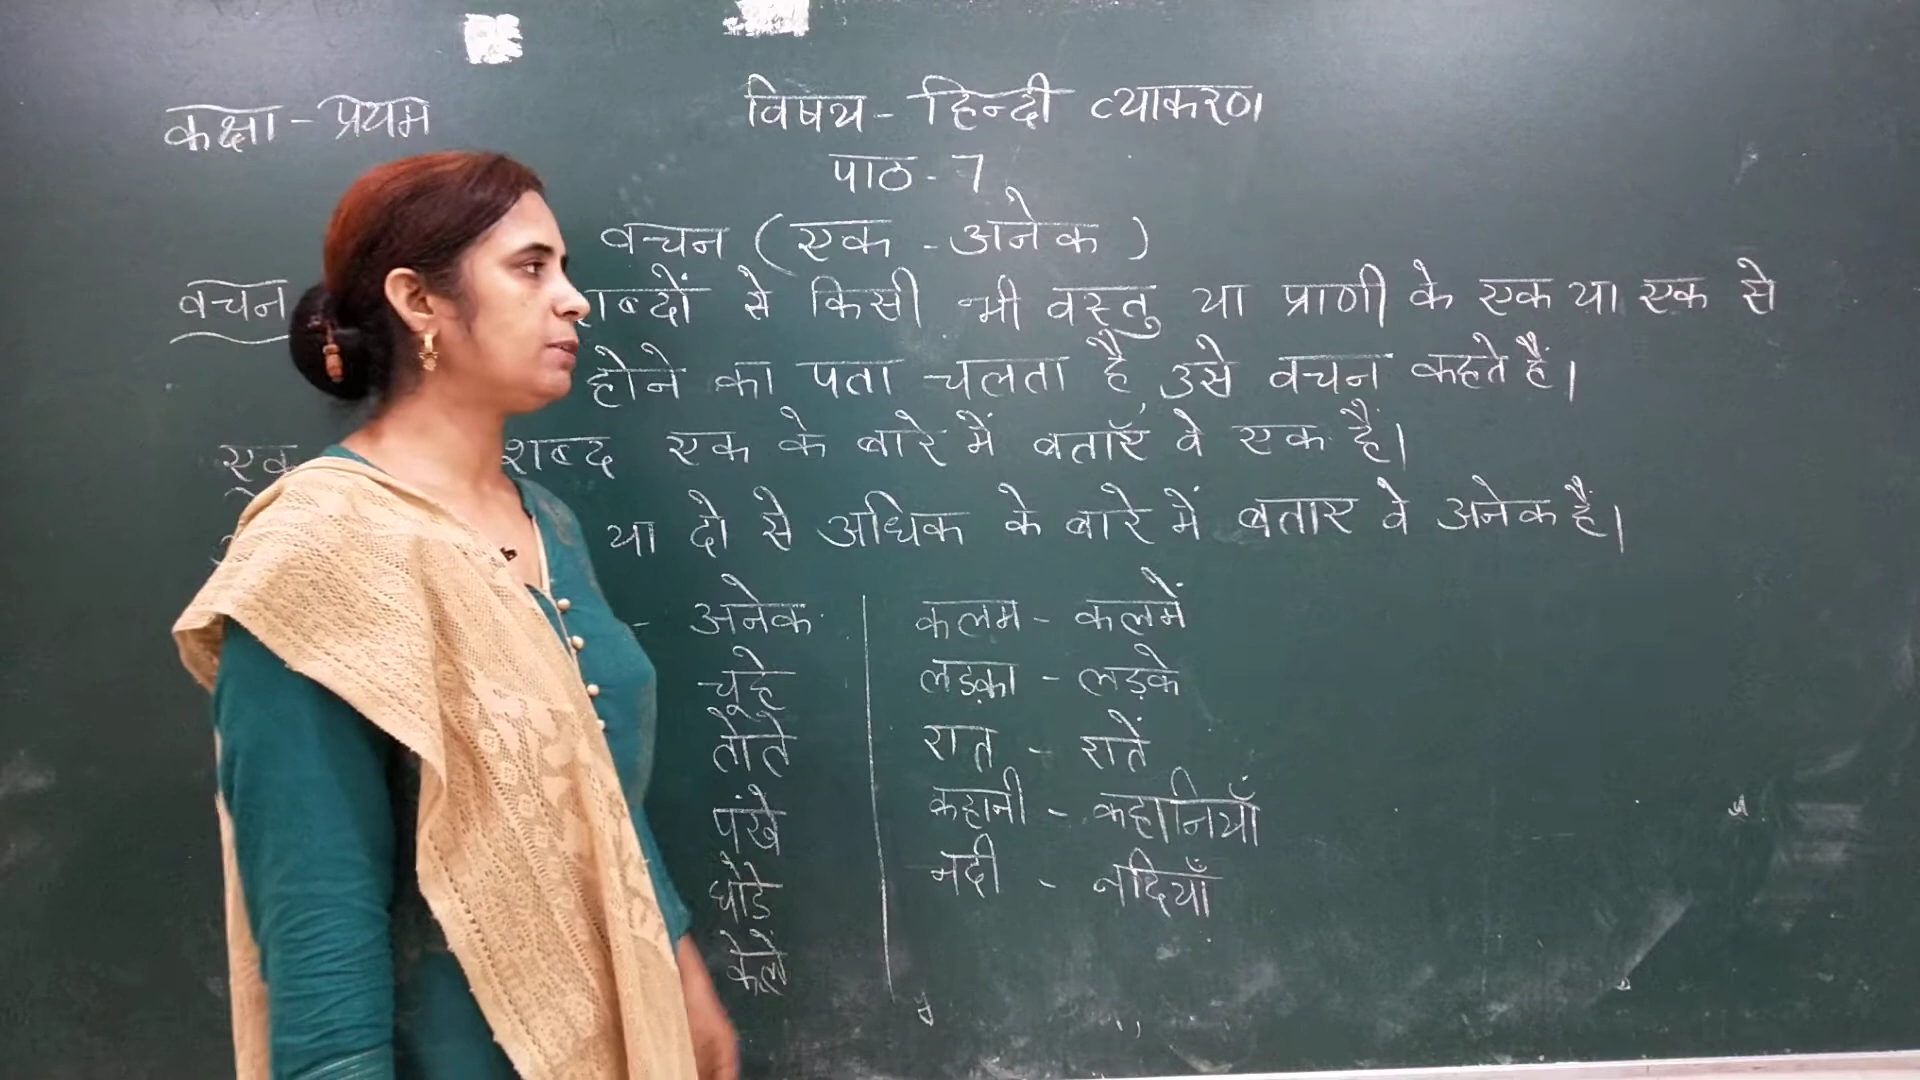 कक्षा - प्रथम
विषय - हिन्दी व्याकरण
पाठ - 7
वचन ( एक - अनेक )
वचन शब्दों से किसी भी वस्तु या प्राणी के एक या एक से
होने का पता चलता है, उसे वचन कहते हैं।
एक शब्द एक के बारे में बताएँ वे एक हैं।
या दो से अधिक के बारे में बताए वे अनेक हैं।
- अनेक
चूहे
तोते
पंखे
घोड़े
केले
कलम - कलमें
लड़का - लड़के
रात - रातें
कहानी - कहानियाँ
नदी - नदियाँ